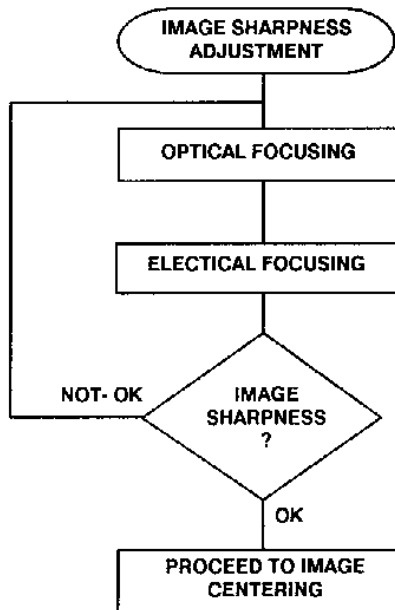 IMAGE SHARPNESS
ADJUSTMENT
OPTICAL FOCUSING
ELECTICAL FOCUSING
NOT- OK
IMAGE
SHARPNESS
?
OK
PROCEED TO IMAGE
CENTERING